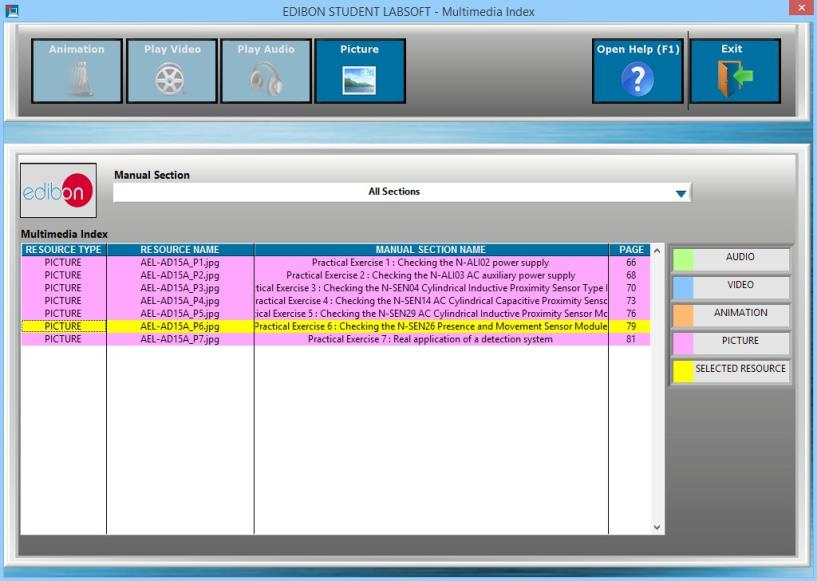 EDIBON STUDENT LABSOFT - Multimedia Index
Animation Play Video Play Audio Picture Open Help (F1) Exit
edibon
Manual Section
All Sections
Multimedia Index
RESOURCE TYPE RESOURCE NAME MANUAL SECTION NAME PAGE
PICTURE AEL-AD15A_P1.jpg Practical Exercise 1 : Checking the N-ALI02 power supply 66
PICTURE AEL-AD15A_P2.jpg Practical Exercise 2 : Checking the N-ALI03 AC auxiliary power supply 68
PICTURE AEL-AD15A_P3.jpg tical Exercise 3 : Checking the N-SEN04 Cylindrical Inductive Proximity Sensor Type 70
PICTURE AEL-AD15A_P4.jpg ractical Exercise 4 : Checking the N-SEN14 AC Cylindrical Capacitive Proximity Sensc 73
PICTURE AEL-AD15A_P5.jpg tical Exercise 5 : Checking the N-SEN29 AC Cylindrical Inductive Proximity Sensor Mc 76
PICTURE AEL-AD15A_P6.jpg Practical Exercise 6 : Checking the N-SEN26 Presence and Movement Sensor Module 79
PICTURE AEL-AD15A_P7.jpg Practical Exercise 7 : Real application of a detection system 81
AUDIO
VIDEO
ANIMATION
PICTURE
SELECTED RESOURCE